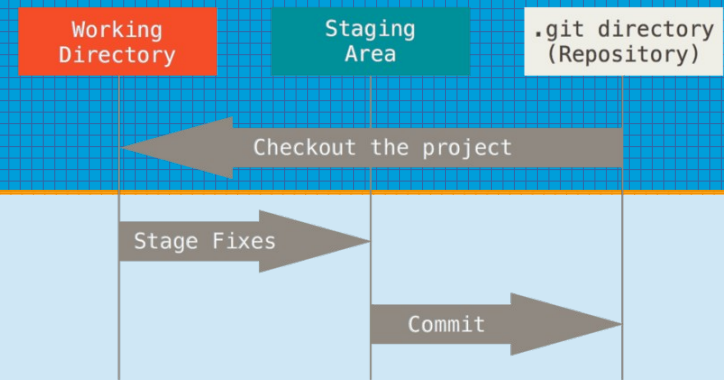 Working
Directory
Staging
Area
.git directory
(Repository)
Checkout the project
Stage Fixes
Commit